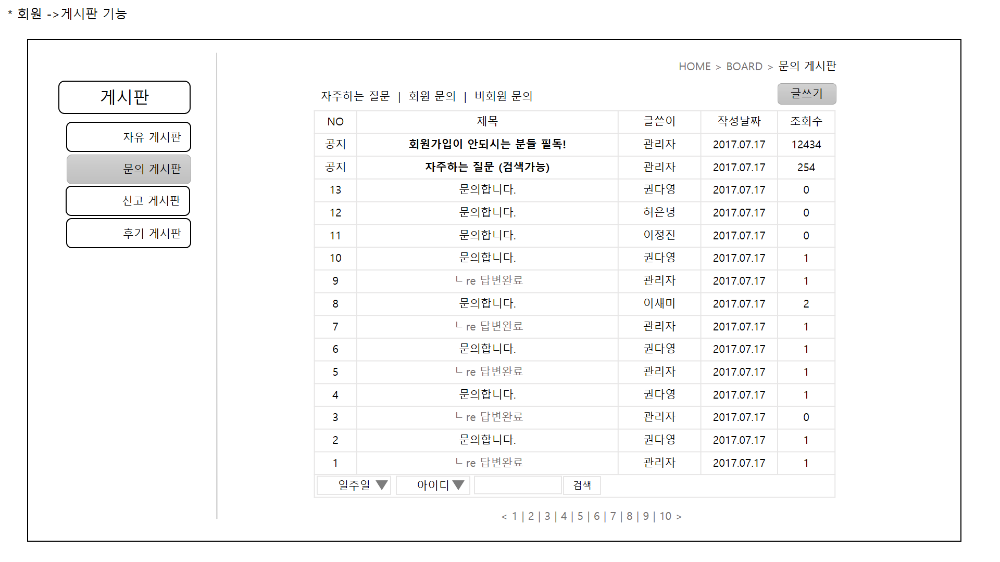 * 회원 ->게시판 기능
게시판
자유 게시판
문의 게시판
신고 게시판
후기 게시판
HOME > BOARD > 문의 게시판
자주하는 질문 | 회원 문의 | 비회원 문의
글쓰기
NO 제목 글쓴이 작성날짜 조회수
공지 회원가입이 안되시는 분들 필독! 관리자 2017.07.17 12434
공지 자주하는 질문 (검색가능) 관리자 2017.07.17 254
13 문의합니다. 권다영 2017.07.17 0
12 문의합니다. 허은녕 2017.07.17 0
11 문의합니다. 이정진 2017.07.17 0
10 문의합니다. 권다영 2017.07.17 1
9 ㄴ re 답변완료 관리자 2017.07.17 1
8 문의합니다. 이새미 2017.07.17 2
7 ㄴ re 답변완료 관리자 2017.07.17 1
6 문의합니다. 권다영 2017.07.17 1
5 ㄴ re 답변완료 관리자 2017.07.17 1
4 문의합니다. 권다영 2017.07.17 1
3 ㄴ re 답변완료 관리자 2017.07.17 0
2 문의합니다. 권다영 2017.07.17 1
1 ㄴ re 답변완료 관리자 2017.07.17 1
일주일 ▼ 아이디 ▼ 검색
< 1 | 2 | 3 | 4 | 5 | 6 | 7 | 8 | 9 | 10 >